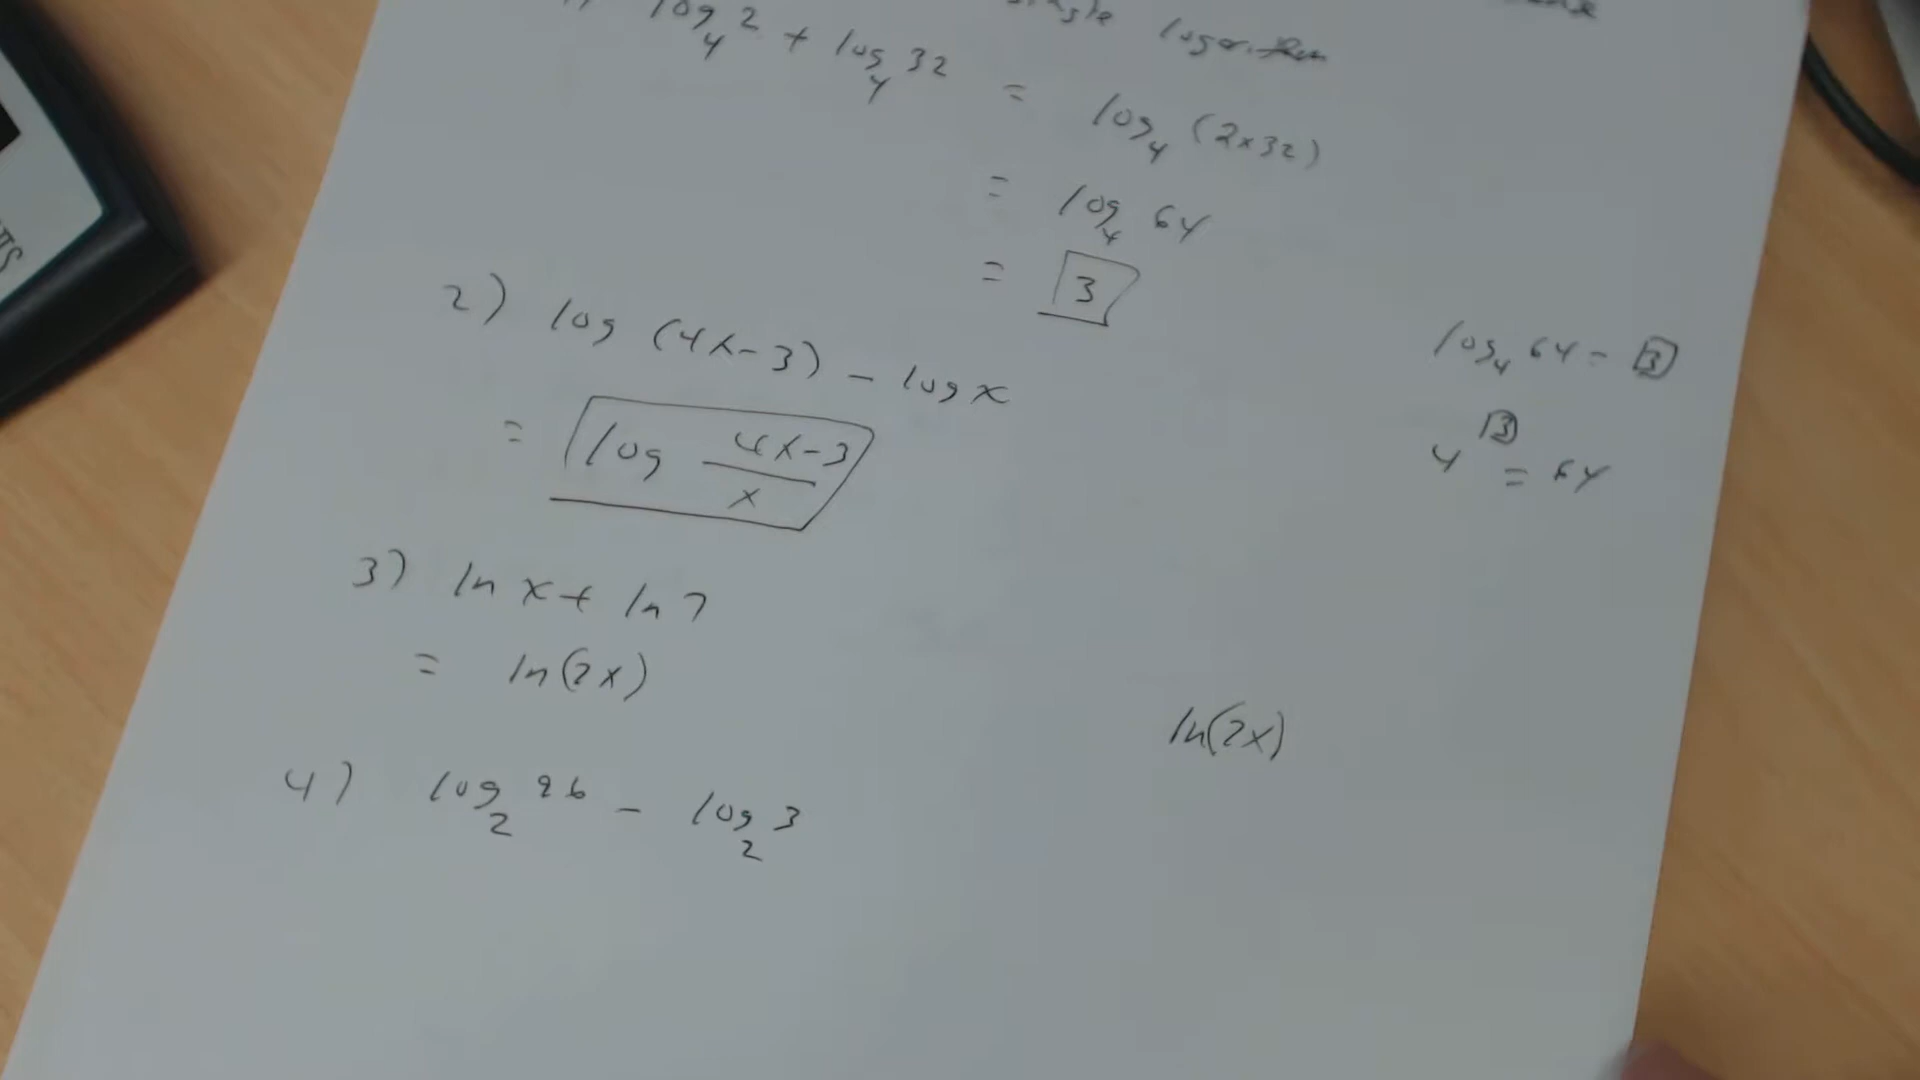 log₄ 2 + log₄ 32 = log₄ (2×32)
= log₄ 64
= 3
2) log (4x-3) - log x
= log (4x-3)/x
log₄ 64 = 3
4³ = 64
3) ln x + ln 7
= ln(7x)
ln(7x)
4) log₂ 96 - log₂ 3